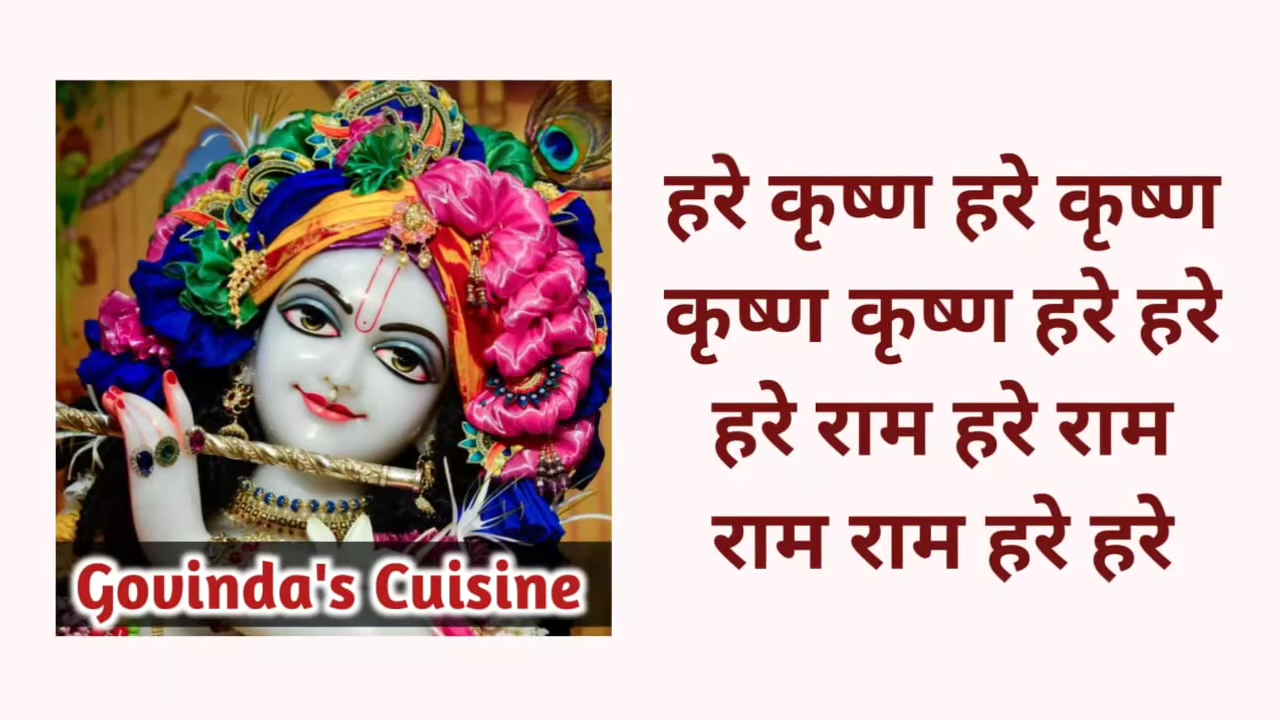 Govinda's Cuisine
हरे कृष्ण हरे कृष्ण
कृष्ण कृष्ण हरे हरे
हरे राम हरे राम
राम राम हरे हरे